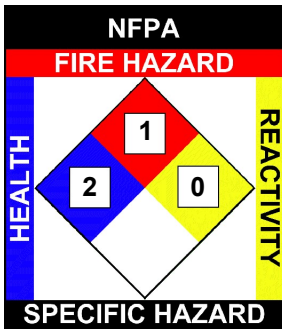 NFPA
FIRE HAZARD
HEALTH
1
2
0
REACTIVITY
SPECIFIC HAZARD